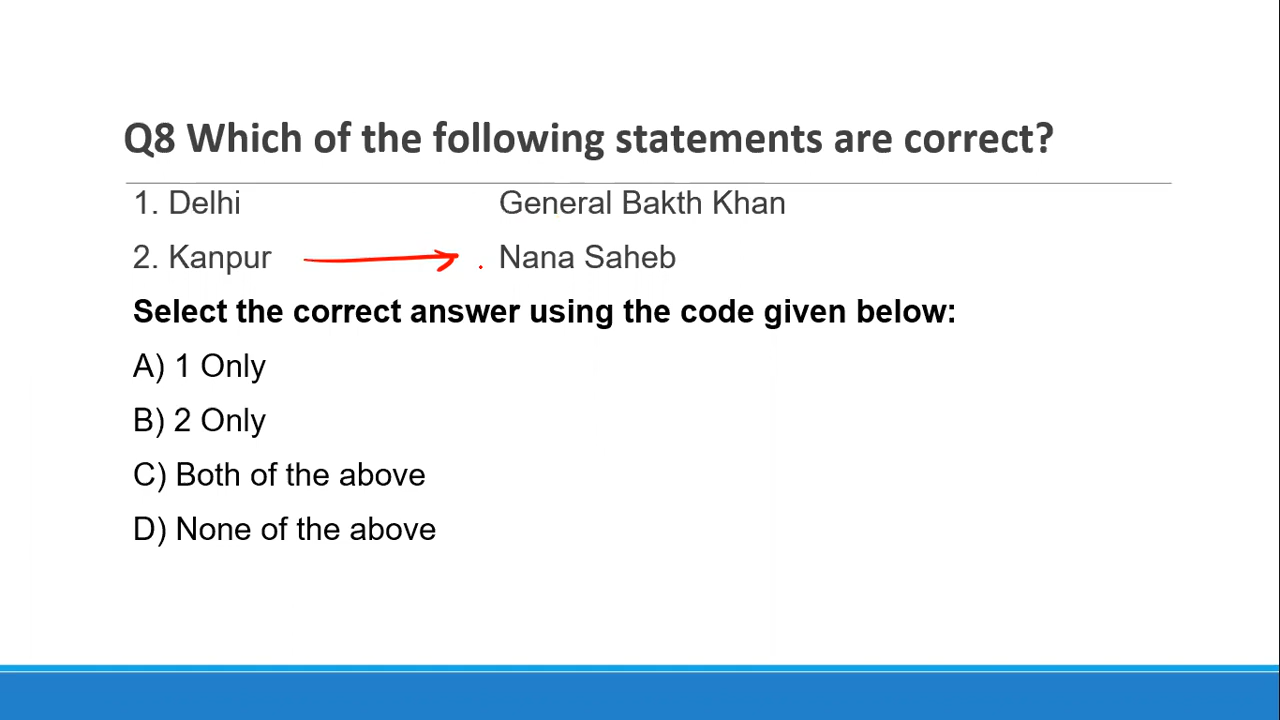 Q8 Which of the following statements are correct?
1. Delhi General Bakth Khan
2. Kanpur Nana Saheb
Select the correct answer using the code given below:
A) 1 Only
B) 2 Only
C) Both of the above
D) None of the above